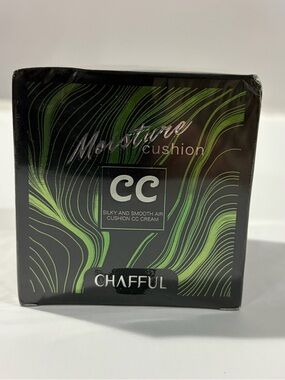 Moisture
cushion
CC
SILKY AND SMOOTH AIR
CUSHION CC CREAM
CHAFFUL